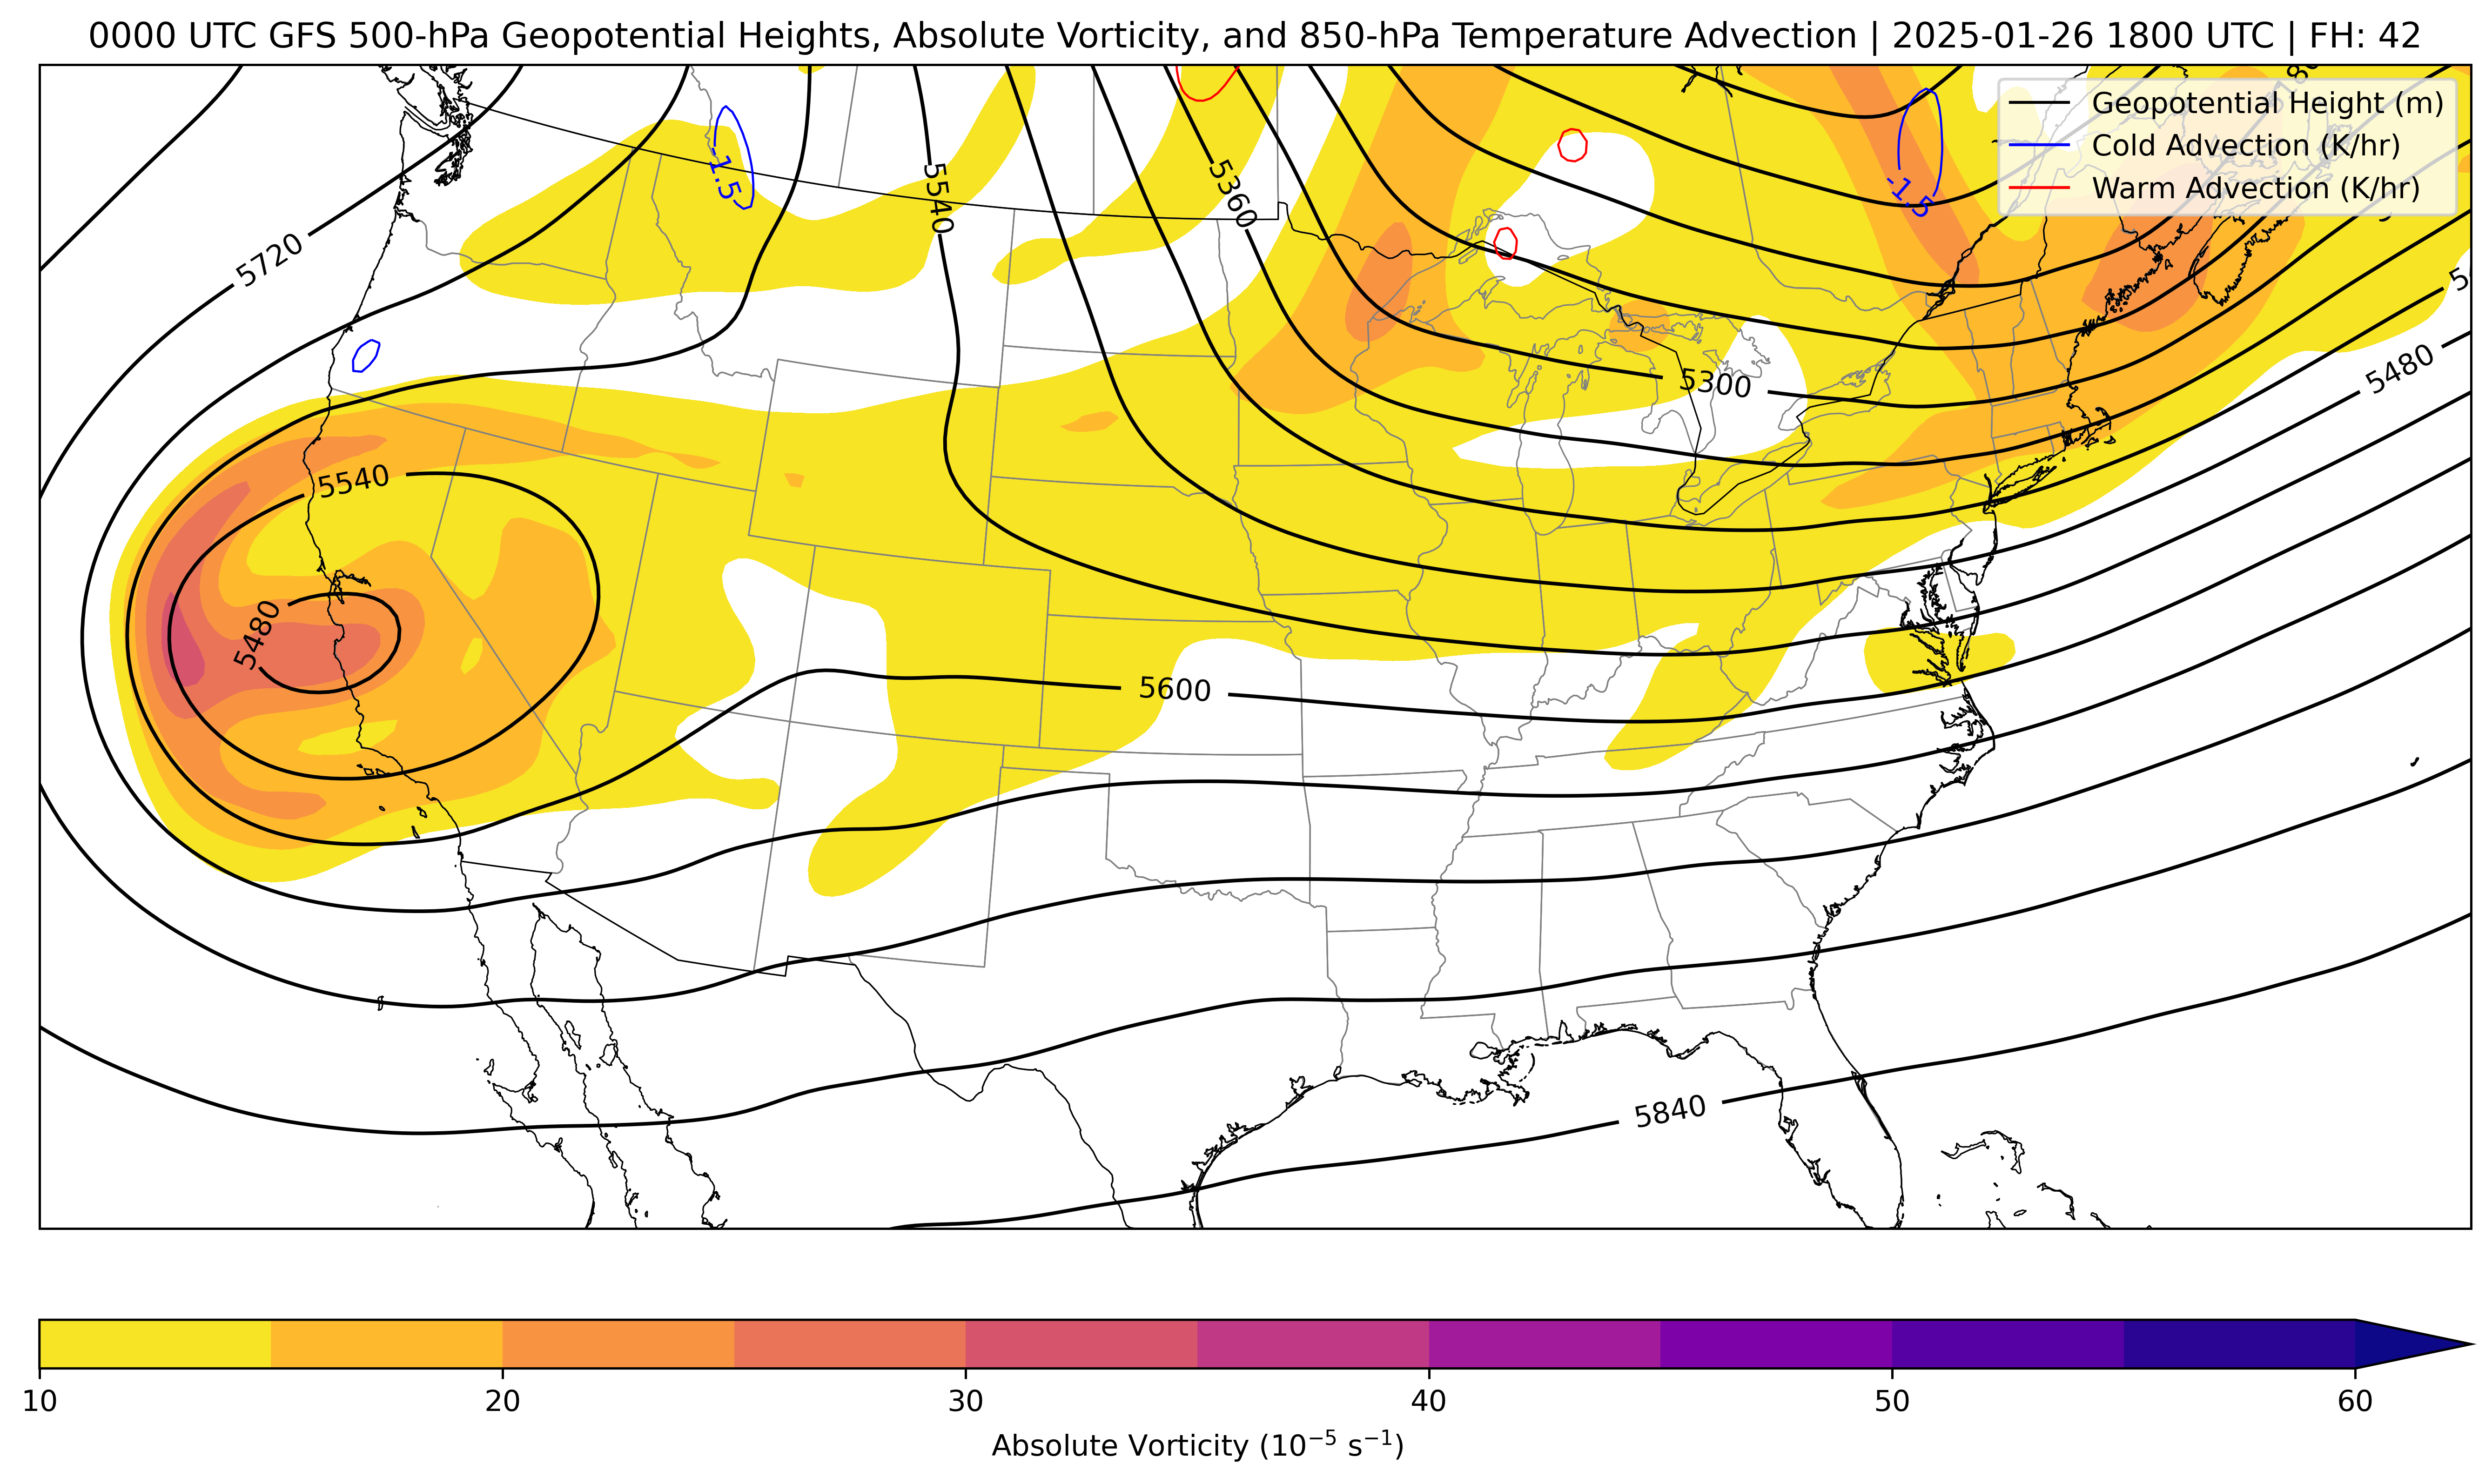 0000 UTC GFS 500-hPa Geopotential Heights, Absolute Vorticity, and 850-hPa Temperature Advection | 2025-01-26 1800 UTC | FH: 42
Geopotential Height (m)
Cold Advection (K/hr)
Warm Advection (K/hr)
-1.5
-1.5
5720
5540
5360
5300
5480
5540
5480
5600
5840
10 20 30 40 50 60
Absolute Vorticity (10⁻⁵ s⁻¹)